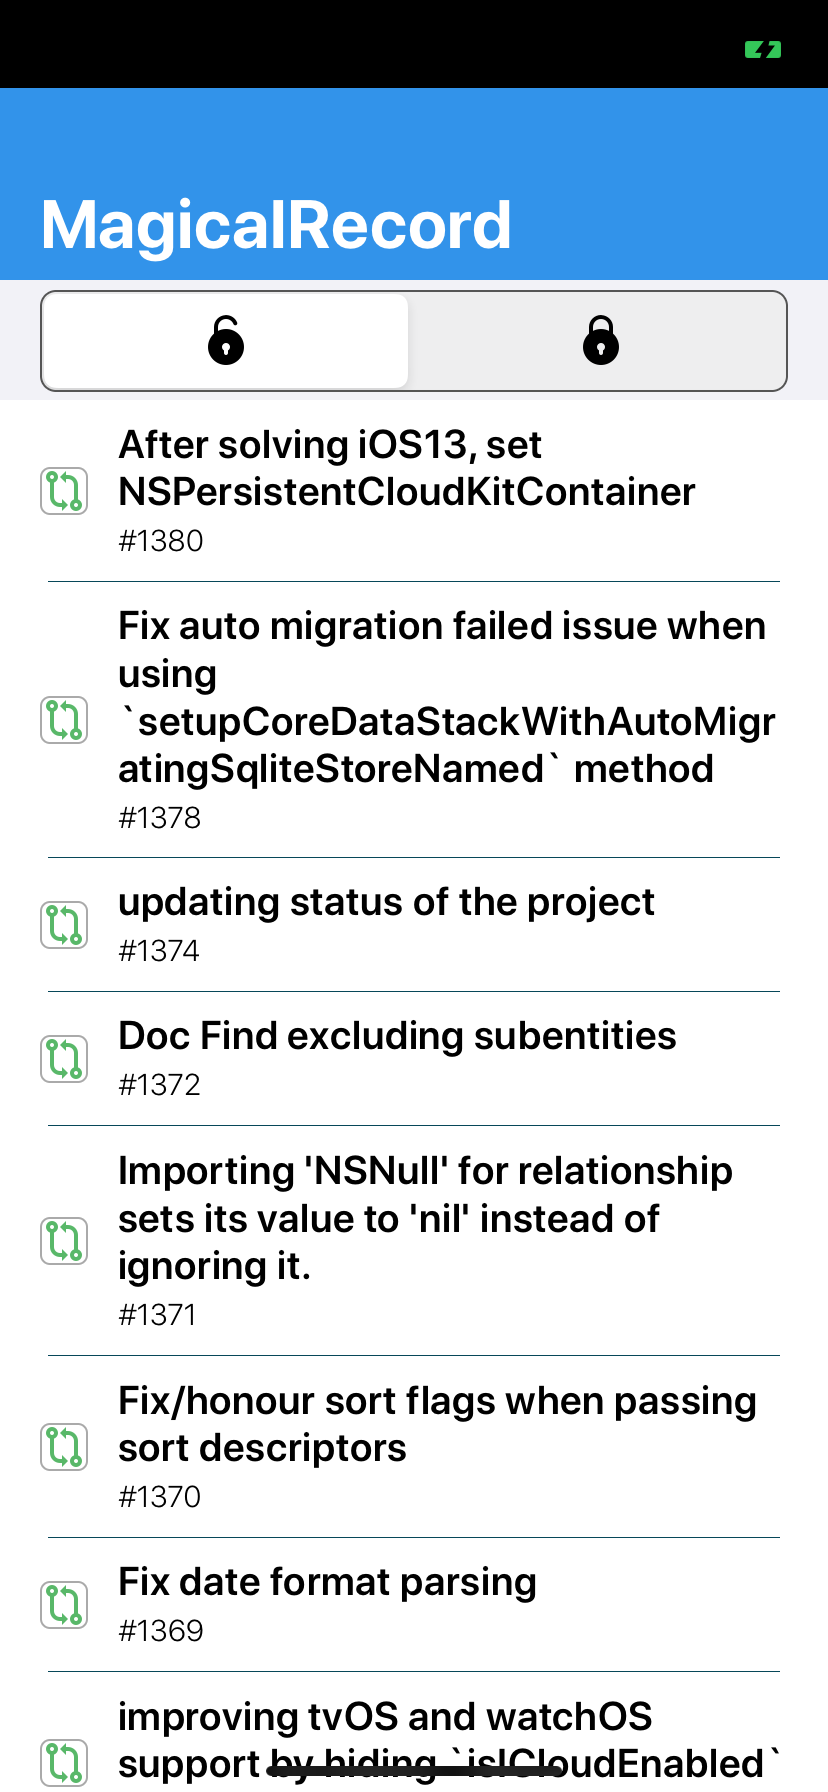 MagicalRecord
After solving iOS13, set
NSPersistentCloudKitContainer
#1380
Fix auto migration failed issue when
using
`setupCoreDataStackWithAutoMigr
atingSqliteStoreNamed` method
#1378
updating status of the project
#1374
Doc Find excluding subentities
#1372
Importing 'NSNull' for relationship
sets its value to 'nil' instead of
ignoring it.
#1371
Fix/honour sort flags when passing
sort descriptors
#1370
Fix date format parsing
#1369
improving tvOS and watchOS
support by hiding `isICloudEnabled`